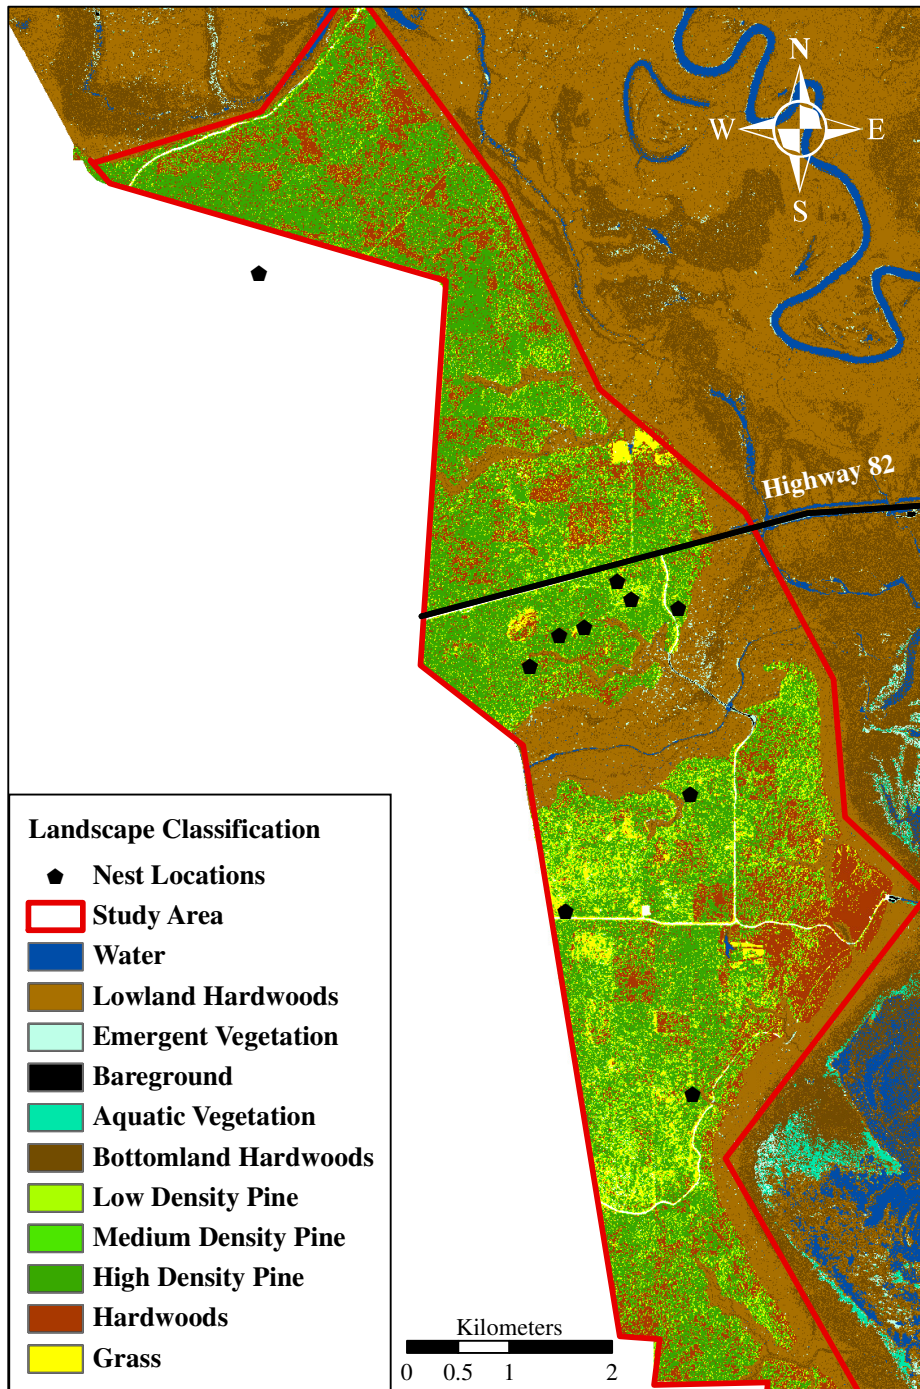 N
W E
S
Highway 82
Landscape Classification
Nest Locations
Study Area
Water
Lowland Hardwoods
Emergent Vegetation
Bareground
Aquatic Vegetation
Bottomland Hardwoods
Low Density Pine
Medium Density Pine
High Density Pine
Hardwoods
Grass
Kilometers
0 0.5 1 2